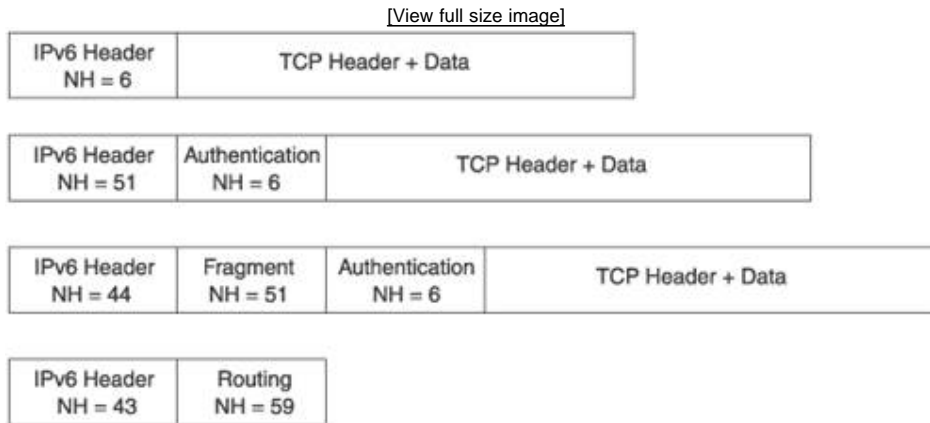 [View full size image]
IPv6 Header
NH = 6
TCP Header + Data
IPv6 Header
NH = 51
Authentication
NH = 6
TCP Header + Data
IPv6 Header
NH = 44
Fragment
NH = 51
Authentication
NH = 6
TCP Header + Data
IPv6 Header
NH = 43
Routing
NH = 59